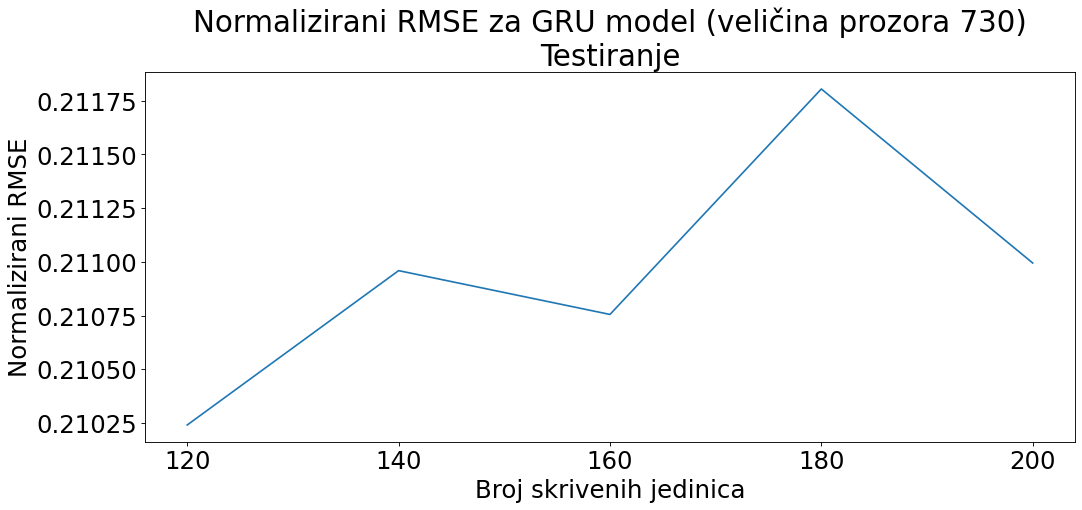 Normalizirani RMSE za GRU model (veličina prozora 730)
Testiranje
Normalizirani RMSE
0.21175
0.21150
0.21125
0.21100
0.21075
0.21050
0.21025
120 140 160 180 200
Broj skrivenih jedinica